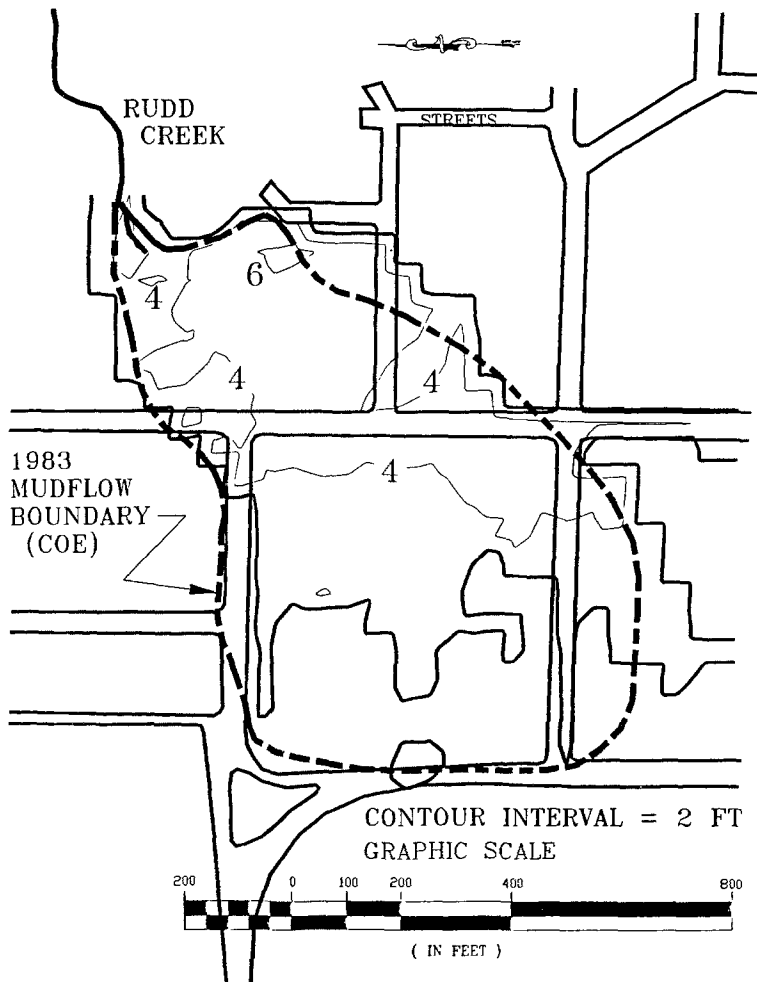 RUDD
CREEK
STREETS
6
4
4
4
4
1983
MUDFLOW
BOUNDARY
(COE)
CONTOUR INTERVAL = 2 FT
GRAPHIC SCALE
200 0 100 200 400 800
( IN FEET )